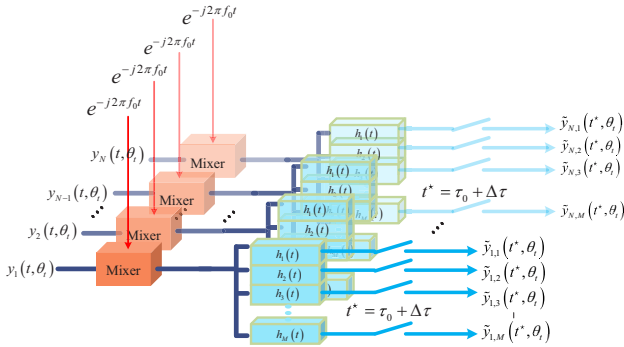 e^{-j2πf_0t}
e^{-j2πf_0t}
e^{-j2πf_0t}
e^{-j2πf_0t}
y_N(t,θ_t)
Mixer
y_{N-1}(t,θ_t)
Mixer
y_2(t,θ_t)
Mixer
y_1(t,θ_t)
Mixer
h_1(t)
h_1(t)
h_1(t)
h_2(t)
h_1(t)
h_2(t)
h_3(t)
h_M(t)
t* = τ_0 + Δτ
t* = τ_0 + Δτ
ỹ_{N,1}(t*,θ_t)
ỹ_{N,2}(t*,θ_t)
ỹ_{N,3}(t*,θ_t)
ỹ_{N,M}(t*,θ_t)
ỹ_{1,1}(t*,θ_t)
ỹ_{1,2}(t*,θ_t)
ỹ_{1,3}(t*,θ_t)
ỹ_{1,M}(t*,θ_t)